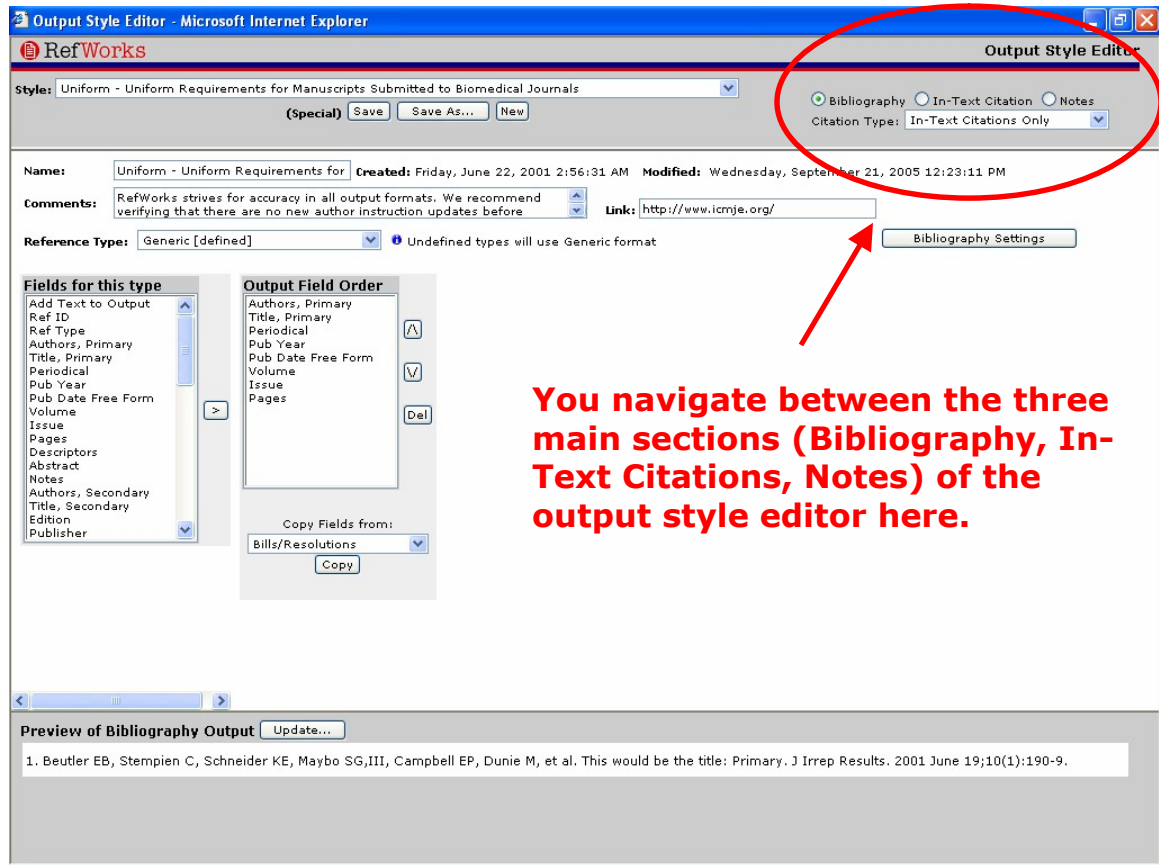 Output Style Editor - Microsoft Internet Explorer
RefWorks
Output Style Editor
Style: Uniform - Uniform Requirements for Manuscripts Submitted to Biomedical Journals
(Special) Save Save As... New
Bibliography In-Text Citation Notes
Citation Type: In-Text Citations Only
Name: Uniform - Uniform Requirements for Created: Friday, June 22, 2001 2:56:31 AM Modified: Wednesday, September 21, 2005 12:23:11 PM
Comments: RefWorks strives for accuracy in all output formats. We recommend
verifying that there are no new author instruction updates before
Link: http://www.icmje.org/
Reference Type: Generic [defined] Undefined types will use Generic format
Bibliography Settings
Fields for this type
Add Text to Output
Ref ID
Ref Type
Authors, Primary
Title, Primary
Periodical
Pub Year
Pub Date Free Form
Volume
Issue
Pages
Descriptors
Abstract
Notes
Authors, Secondary
Title, Secondary
Edition
Publisher
>
Output Field Order
Authors, Primary
Title, Primary
Periodical
Pub Year
Pub Date Free Form
Volume
Issue
Pages
/\
\/
Del
Copy Fields from:
Bills/Resolutions
Copy
You navigate between the three
main sections (Bibliography, In-
Text Citations, Notes) of the
output style editor here.
Preview of Bibliography Output Update...
1. Beutler EB, Stempien C, Schneider KE, Maybo SG,III, Campbell EP, Dunie M, et al. This would be the title: Primary. J Irrep Results. 2001 June 19;10(1):190-9.